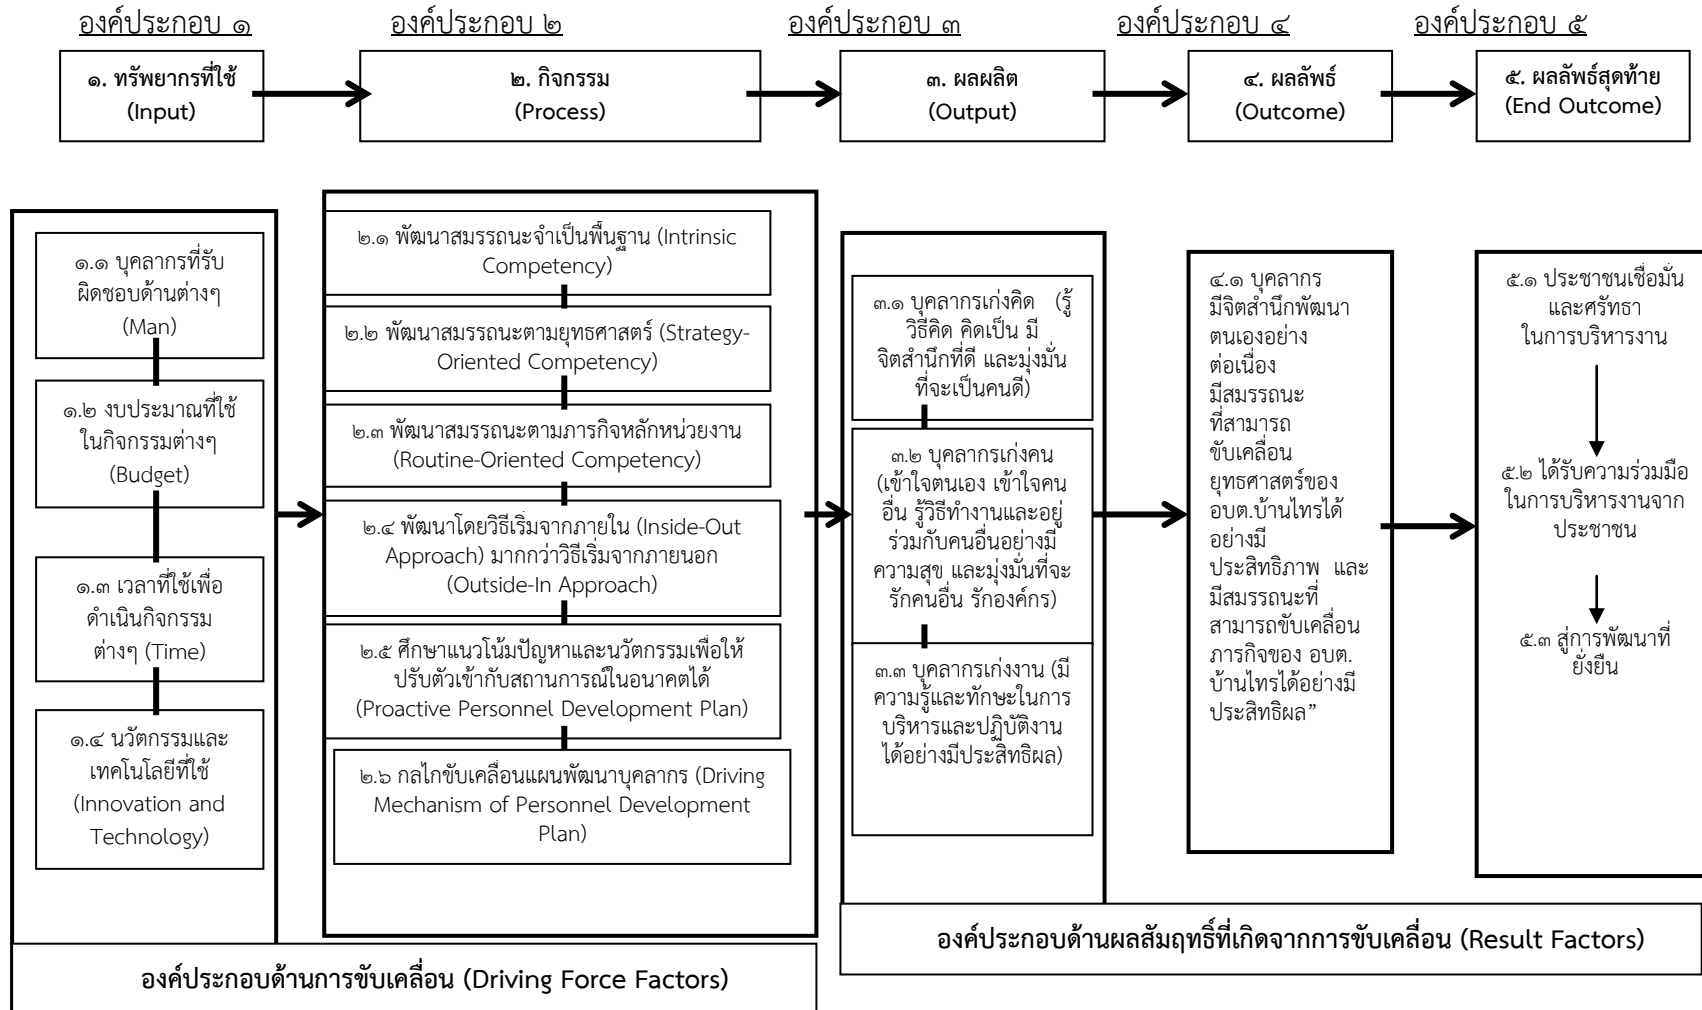 องค์ประกอบ ๑
องค์ประกอบ ๒
องค์ประกอบ ๓
องค์ประกอบ ๔
องค์ประกอบ ๕
๑. ทรัพยากรที่ใช้
(Input)
๒. กิจกรรม
(Process)
๓. ผลผลิต
(Output)
๔. ผลลัพธ์
(Outcome)
๕. ผลลัพธ์สุดท้าย
(End Outcome)
๑.๑ บุคลากรที่รับ
ผิดชอบด้านต่างๆ
(Man)
๑.๒ งบประมาณที่ใช้
ในกิจกรรมต่างๆ
(Budget)
๑.๓ เวลาที่ใช้เพื่อ
ดำเนินกิจกรรม
ต่างๆ (Time)
๑.๔ นวัตกรรมและ
เทคโนโลยีที่ใช้
(Innovation and
Technology)
๒.๑ พัฒนาสมรรถนะจำเป็นพื้นฐาน (Intrinsic
Competency)
๒.๒ พัฒนาสมรรถนะตามยุทธศาสตร์ (Strategy-
Oriented Competency)
๒.๓ พัฒนาสมรรถนะตามภารกิจหลักหน่วยงาน
(Routine-Oriented Competency)
๒.๔ พัฒนาโดยวิธีเริ่มจากภายใน (Inside-Out
Approach) มากกว่าวิธีเริ่มจากภายนอก
(Outside-In Approach)
๒.๕ ศึกษาแนวโน้มปัญหาและนวัตกรรมเพื่อให้
ปรับตัวเข้ากับสถานการณ์ในอนาคตได้
(Proactive Personnel Development Plan)
๒.๖ กลไกขับเคลื่อนแผนพัฒนาบุคลากร (Driving
Mechanism of Personnel Development
Plan)
๓.๑ บุคลากรเก่งคิด (รู้
วิธีคิด คิดเป็น มี
จิตสำนึกที่ดี และมุ่งมั่น
ที่จะเป็นคนดี)
๓.๒ บุคลากรเก่งคน
(เข้าใจตนเอง เข้าใจคน
อื่น รู้วิธีทำงานและอยู่
ร่วมกับคนอื่นอย่างมี
ความสุข และมุ่งมั่นที่จะ
รักคนอื่น รักองค์กร)
๓.๓ บุคลากรเก่งงาน (มี
ความรู้และทักษะในการ
บริหารและปฏิบัติงาน
ได้อย่างมีประสิทธิผล)
๔.๑ บุคลากร
มีจิตสำนึกพัฒนา
ตนเองอย่าง
ต่อเนื่อง
มีสมรรถนะ
ที่สามารถ
ขับเคลื่อน
ยุทธศาสตร์ของ
อบต.บ้านไทรได้
อย่างมี
ประสิทธิภาพ และ
มีสมรรถนะที่
สามารถขับเคลื่อน
ภารกิจของ อบต.
บ้านไทรได้อย่างมี
ประสิทธิผล”
๕.๑ ประชาชนเชื่อมั่น
และศรัทธา
ในการบริหารงาน
๕.๒ ได้รับความร่วมมือ
ในการบริหารงานจาก
ประชาชน
๕.๓ สู่การพัฒนาที่
ยั่งยืน
องค์ประกอบด้านผลสัมฤทธิ์ที่เกิดจากการขับเคลื่อน (Result Factors)
องค์ประกอบด้านการขับเคลื่อน (Driving Force Factors)